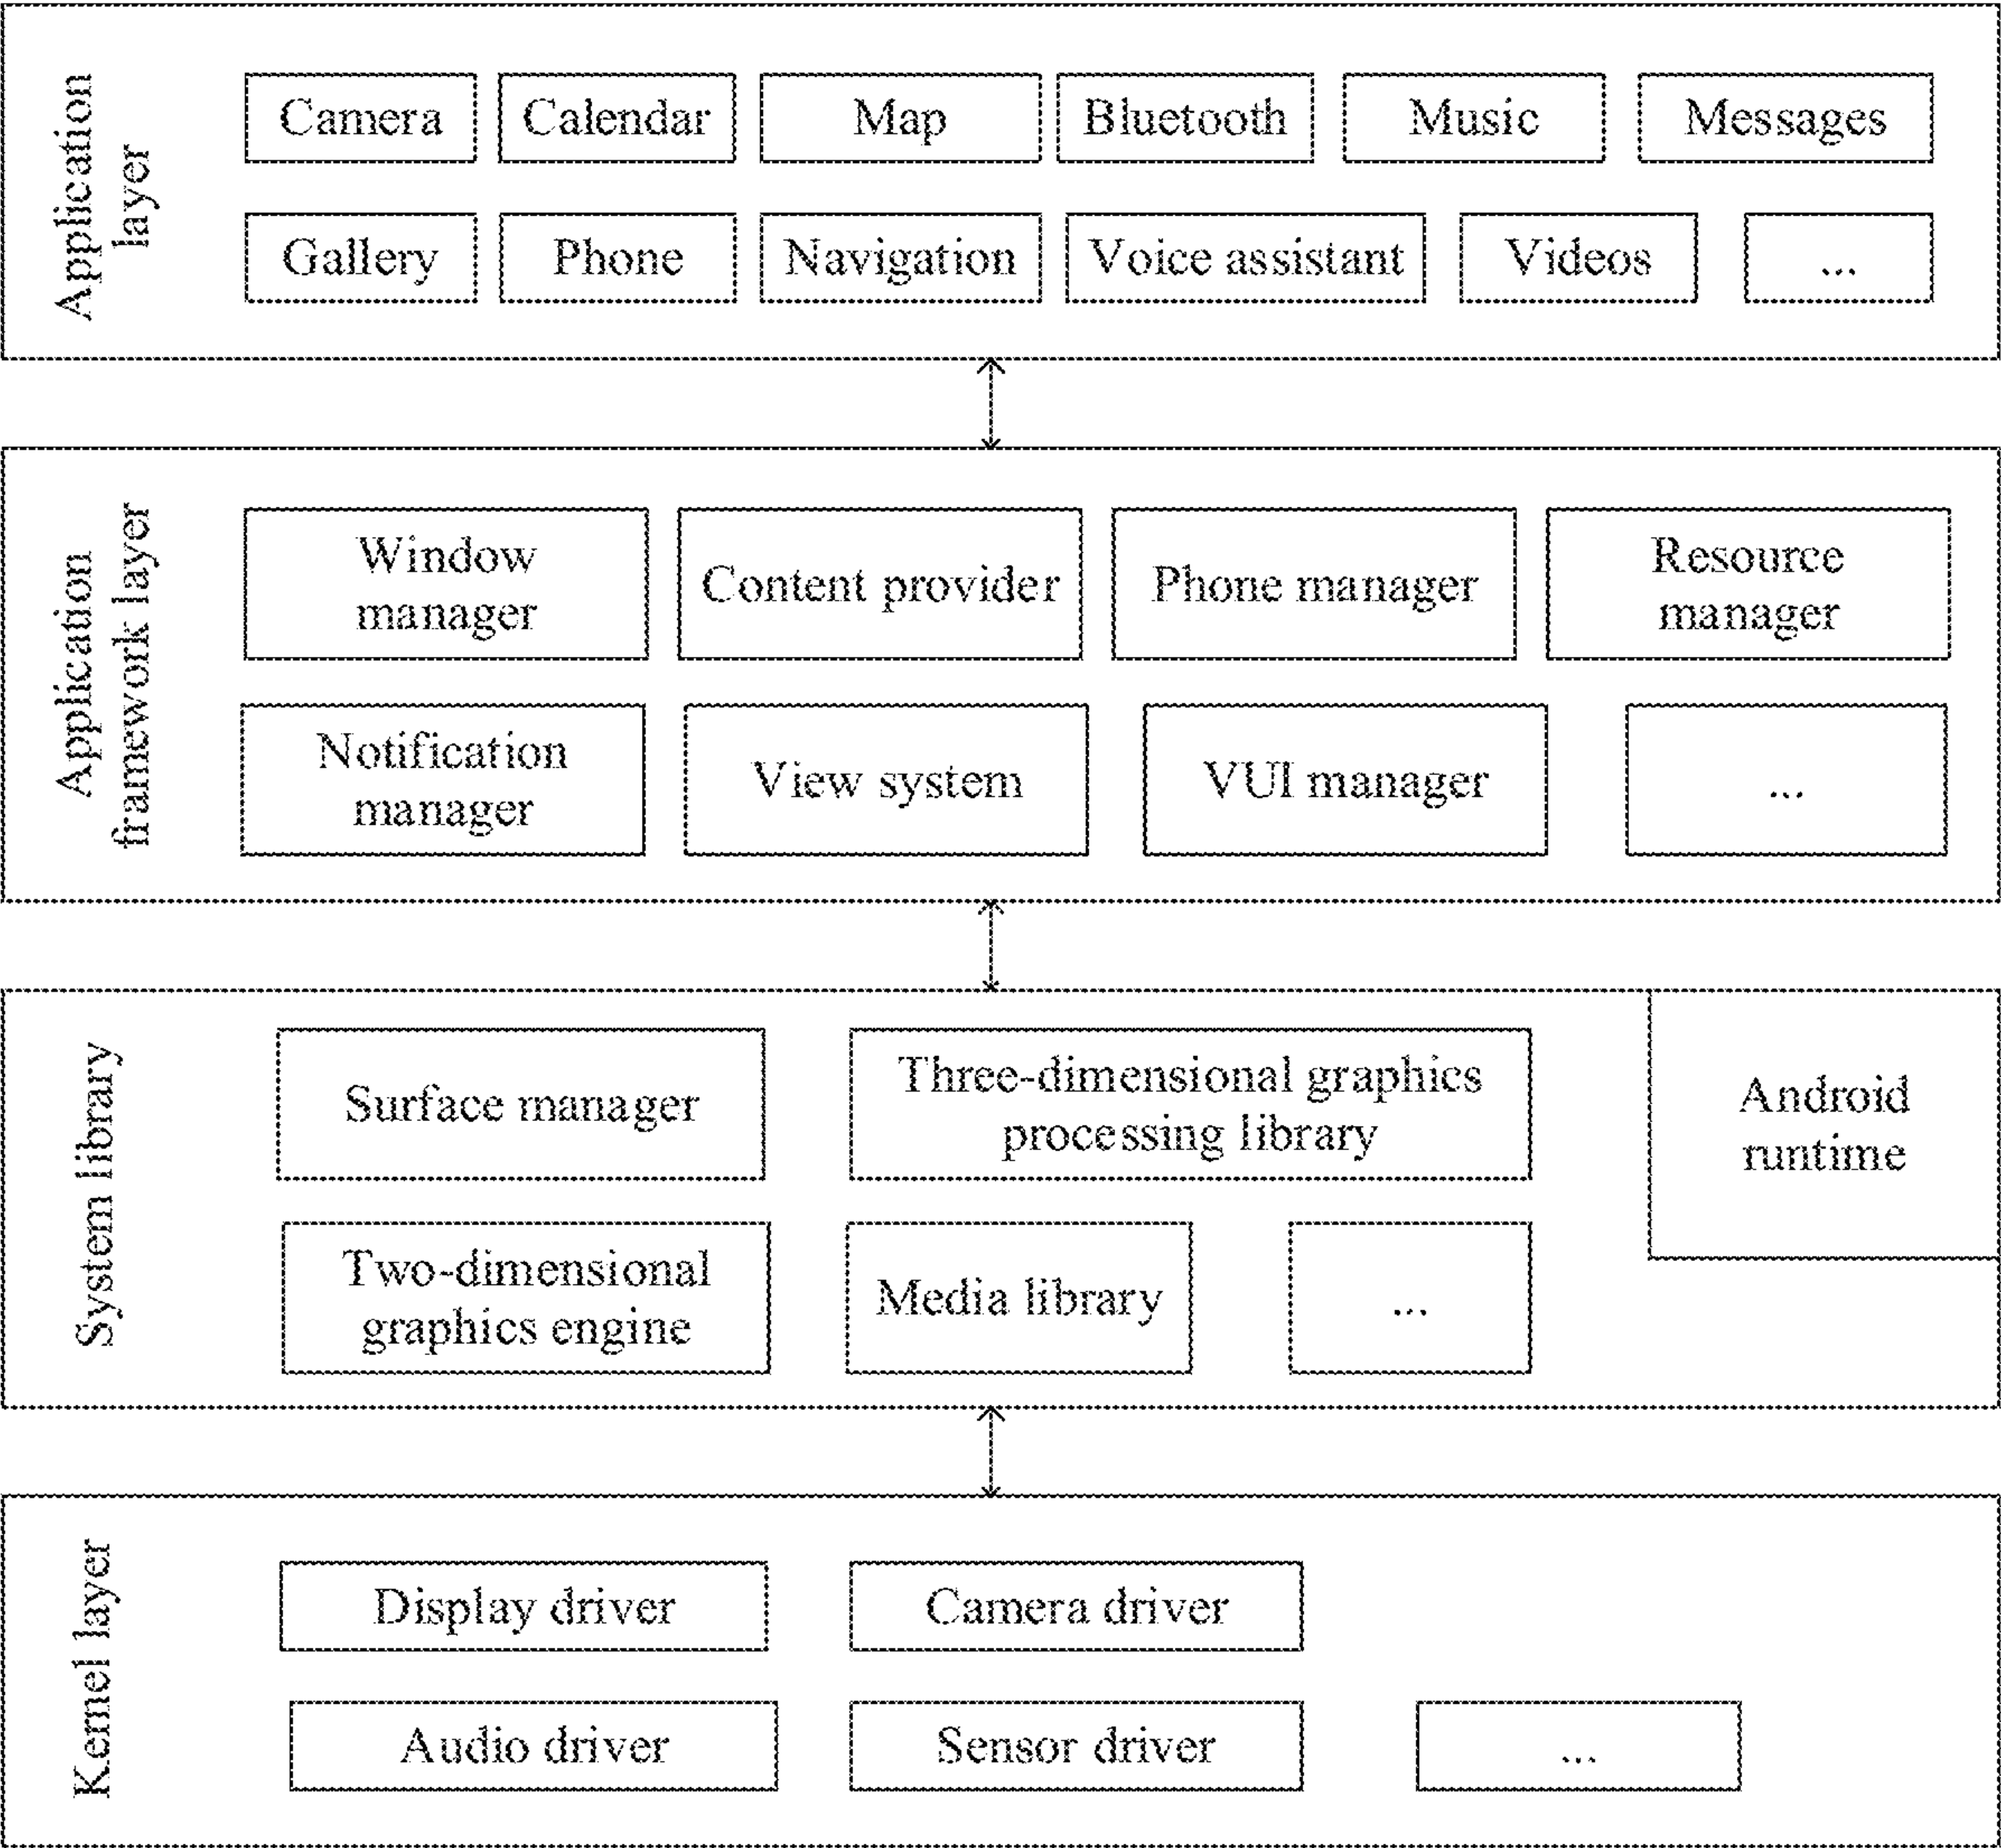 Application
layer
Camera
Calendar
Map
Bluetooth
Music
Messages
Gallery
Phone
Navigation
Voice assistant
Videos
...
Application
framework layer
Window
manager
Content provider
Phone manager
Resource
manager
Notification
manager
View system
VUI manager
...
System library
Surface manager
Three-dimensional graphics
processing library
Android
runtime
Two-dimensional
graphics engine
Media library
...
Kernel layer
Display driver
Camera driver
Audio driver
Sensor driver
...